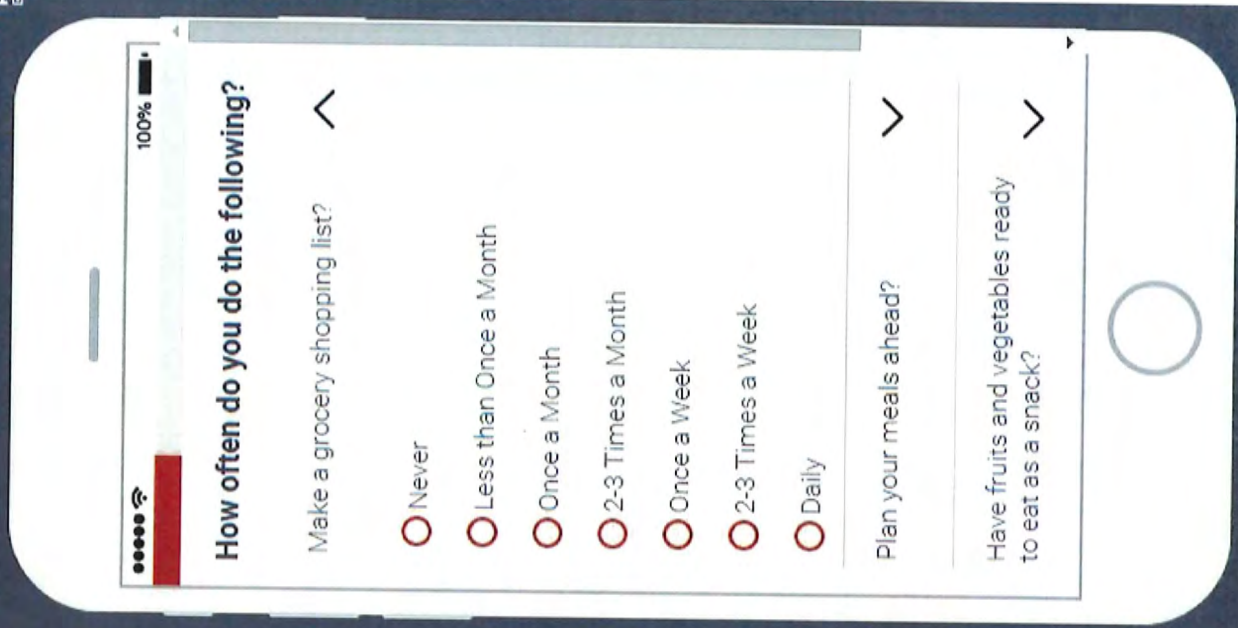 100%
How often do you do the following?
Make a grocery shopping list?
Never
Less than Once a Month
Once a Month
2-3 Times a Month
Once a Week
2-3 Times a Week
Daily
Plan your meals ahead?
Have fruits and vegetables ready
to eat as a snack?